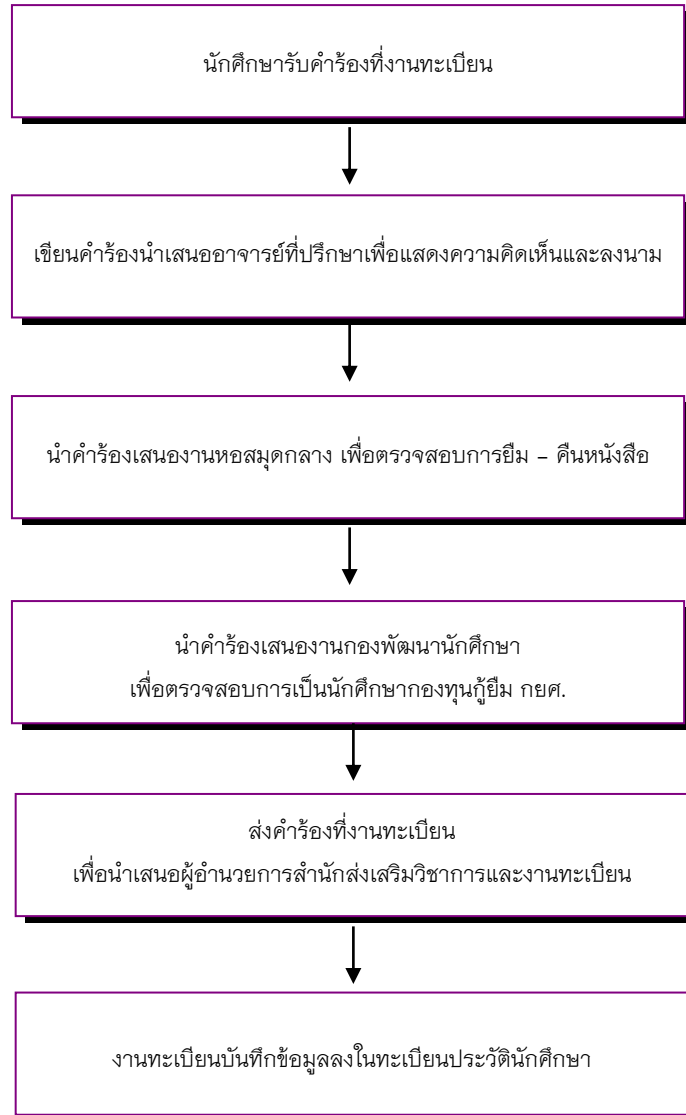 นักศึกษารับคำร้องที่งานทะเบียน
เขียนคำร้องนำเสนออาจารย์ที่ปรึกษาเพื่อแสดงความคิดเห็นและลงนาม
นำคำร้องเสนองานหอสมุดกลาง เพื่อตรวจสอบการยืม – คืนหนังสือ
นำคำร้องเสนองานกองพัฒนานักศึกษา
เพื่อตรวจสอบการเป็นนักศึกษากองทุนกู้ยืม กยศ.
ส่งคำร้องที่งานทะเบียน
เพื่อนำเสนอผู้อำนวยการสำนักส่งเสริมวิชาการและงานทะเบียน
งานทะเบียนบันทึกข้อมูลลงในทะเบียนประวัตินักศึกษา